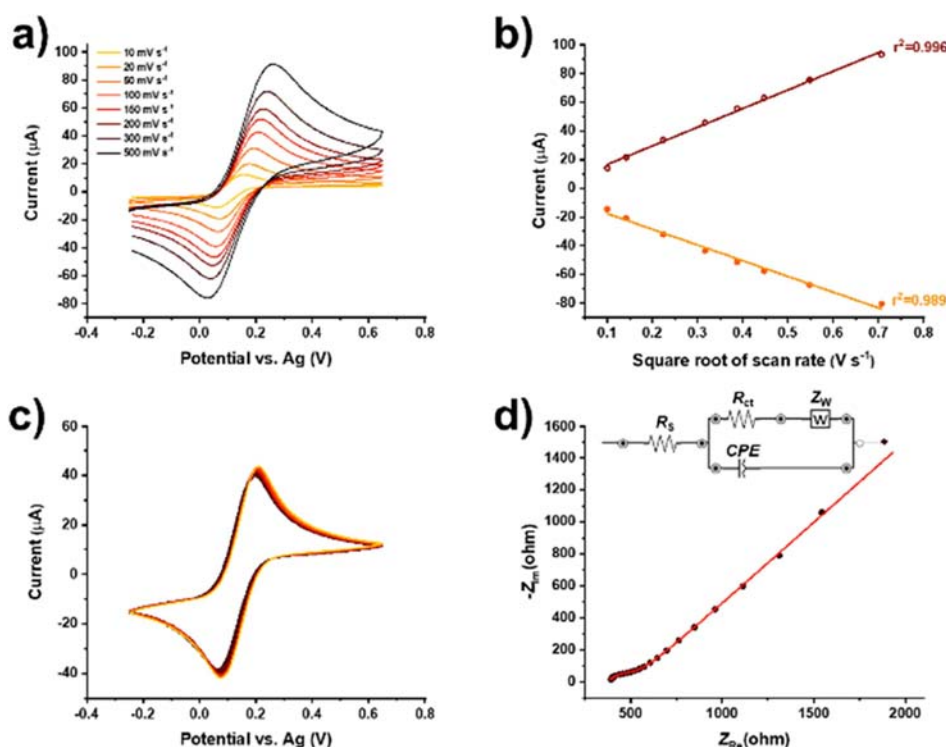 a)
10 mV s⁻¹
20 mV s⁻¹
50 mV s⁻¹
100 mV s⁻¹
150 mV s⁻¹
200 mV s⁻¹
300 mV s⁻¹
500 mV s⁻¹
100
80
60
40
20
0
-20
-40
-60
-80
Current (μA)
-0.4
-0.2
0.0
0.2
0.4
0.6
0.8
Potential vs. Ag (V)
b)
r²=0.996
r²=0.989
100
80
60
40
20
0
-20
-40
-60
-80
Current (μA)
0.1
0.2
0.3
0.4
0.5
0.6
0.7
0.8
Square root of scan rate (V s⁻¹)
c)
60
40
20
0
-20
-40
Current (μA)
-0.4
-0.2
0.0
0.2
0.4
0.6
0.8
Potential vs. Ag (V)
d)
R_S
R_ct
Z_W
W
CPE
1600
1400
1200
1000
800
600
400
200
0
-Z_Im(ohm)
500
1000
1500
2000
Z_Re(ohm)